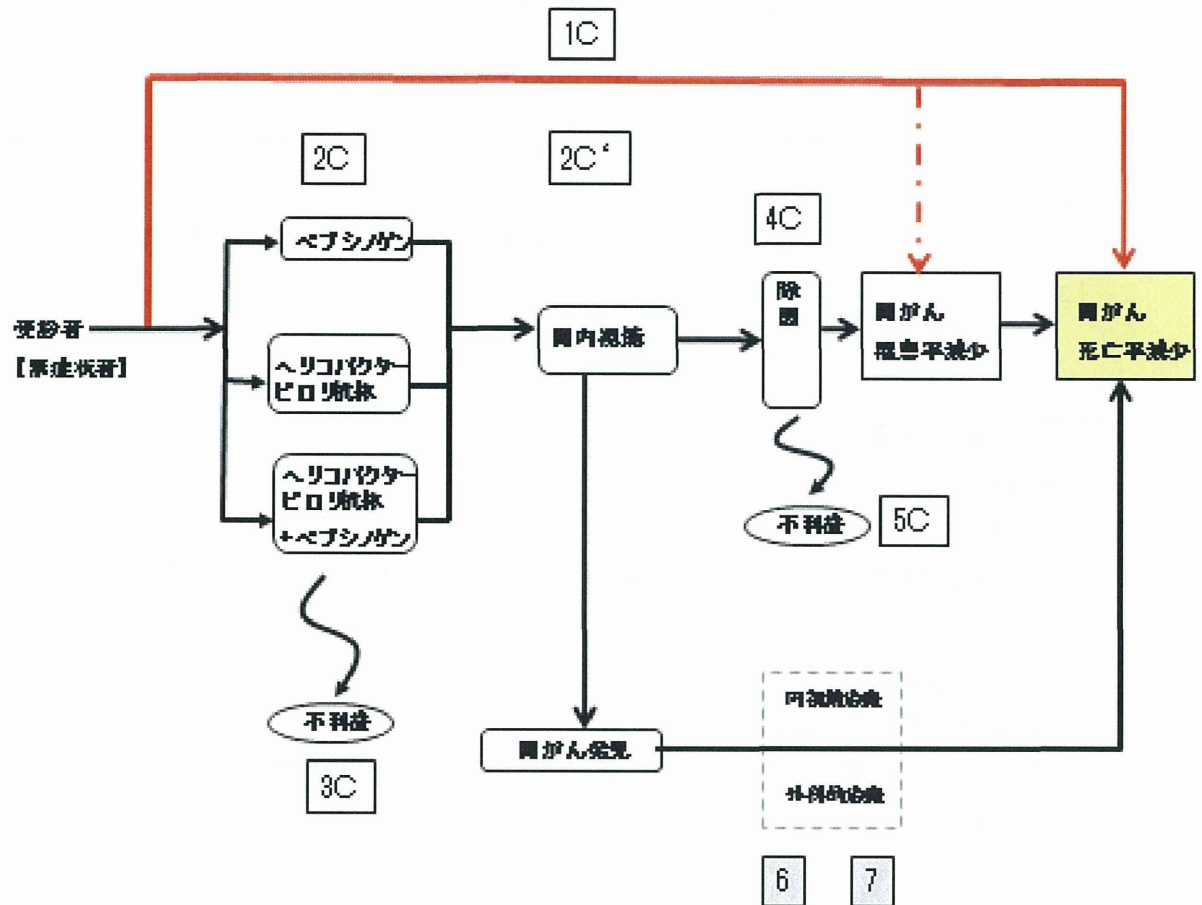 1C
2C
2C‘
4C
ペプシノゲン
除
菌
受診者
【無症状者】
ヘリコバクター
ピロリ抗体
胃内視鏡
胃がん
罹患率減少
胃がん
死亡率減少
ヘリコバクター
ピロリ抗体
+ペプシノゲン
不利益
5C
不利益
3C
胃がん発見
内視鏡治療
外科的治療
6
7